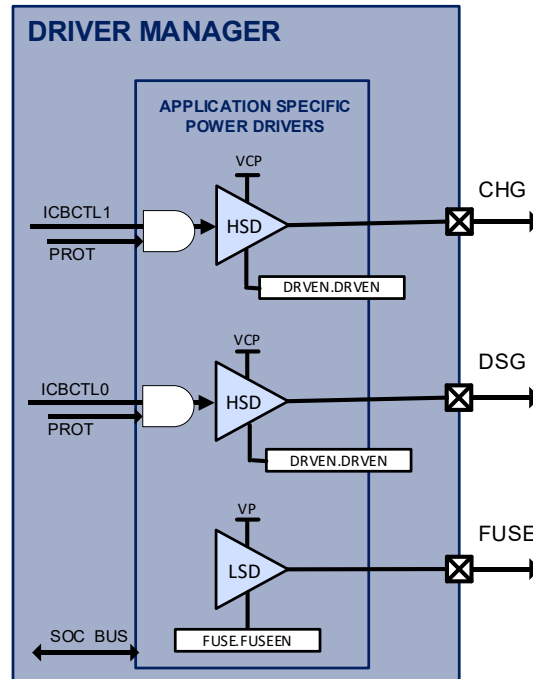 DRIVER MANAGER
APPLICATION SPECIFIC
POWER DRIVERS
VCP
CHG
ICBCTL1
HSD
PROT
DRVEN.DRVEN
VCP
DSG
ICBCTL0
HSD
PROT
DRVEN.DRVEN
VP
FUSE
LSD
FUSE.FUSEEN
SOC BUS